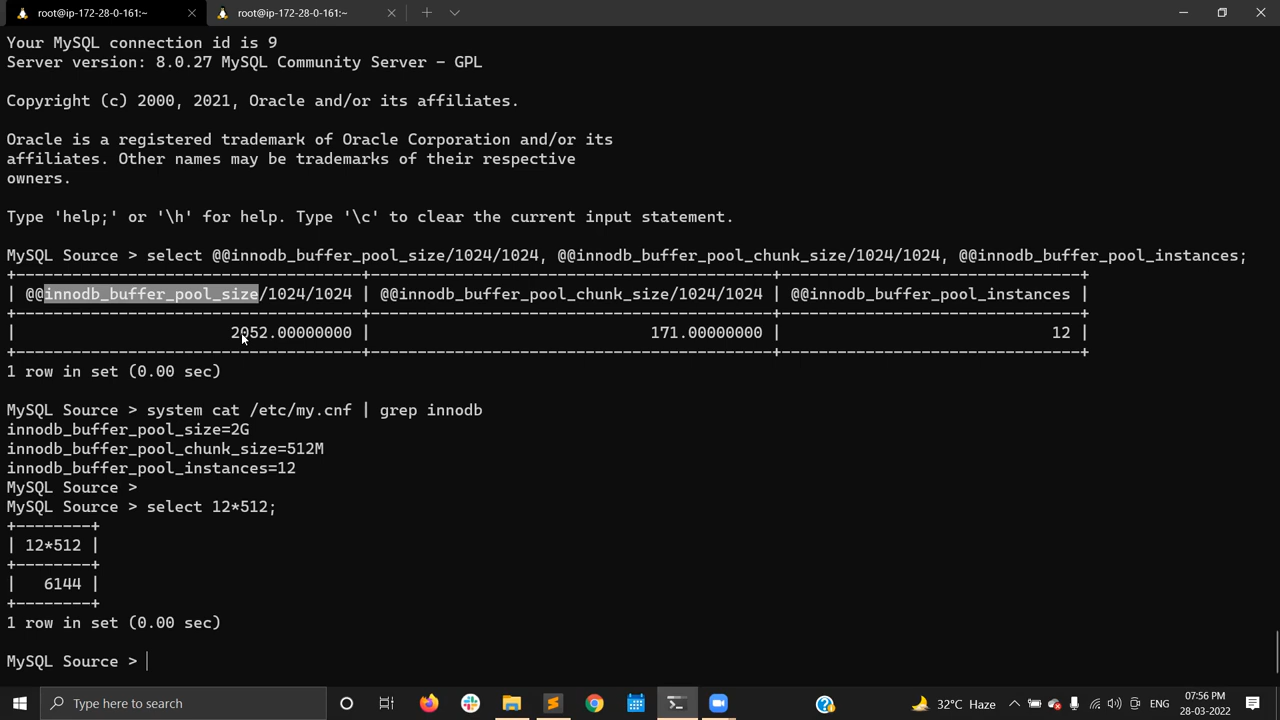 root@ip-172-28-0-161:~
root@ip-172-28-0-161:~
Your MySQL connection id is 9
Server version: 8.0.27 MySQL Community Server - GPL
Copyright (c) 2000, 2021, Oracle and/or its affiliates.
Oracle is a registered trademark of Oracle Corporation and/or its
affiliates. Other names may be trademarks of their respective
owners.
Type 'help;' or '\h' for help. Type '\c' to clear the current input statement.
MySQL Source > select @@innodb_buffer_pool_size/1024/1024, @@innodb_buffer_pool_chunk_size/1024/1024, @@innodb_buffer_pool_instances;
+-------------------------------------+-------------------------------------------+--------------------------------+
| @@innodb_buffer_pool_size/1024/1024 | @@innodb_buffer_pool_chunk_size/1024/1024 | @@innodb_buffer_pool_instances |
+-------------------------------------+-------------------------------------------+--------------------------------+
| 2052.00000000 | 171.00000000 | 12 |
+-------------------------------------+-------------------------------------------+--------------------------------+
1 row in set (0.00 sec)
MySQL Source > system cat /etc/my.cnf | grep innodb
innodb_buffer_pool_size=2G
innodb_buffer_pool_chunk_size=512M
innodb_buffer_pool_instances=12
MySQL Source >
MySQL Source > select 12*512;
+--------+
| 12*512 |
+--------+
| 6144 |
+--------+
1 row in set (0.00 sec)
MySQL Source >
Type here to search
32°C Haze
ENG
07:56 PM
28-03-2022